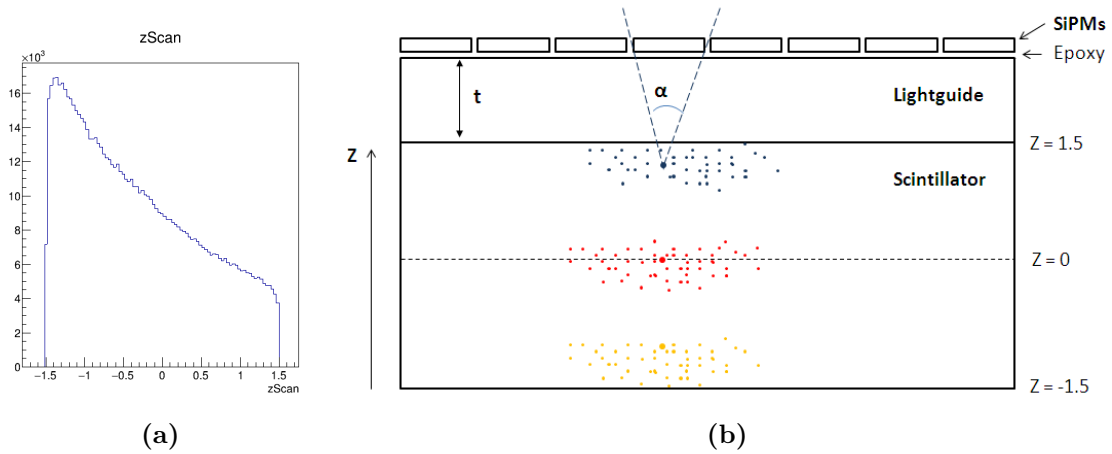 zScan
×10³
16
14
12
10
8
6
4
2
0
−1.5 −1 −0.5 0 0.5 1 1.5
zScan
(a)
SiPMs
Epoxy
t
α
Lightguide
Z
Z = 1.5
Scintillator
Z = 0
Z = -1.5
(b)